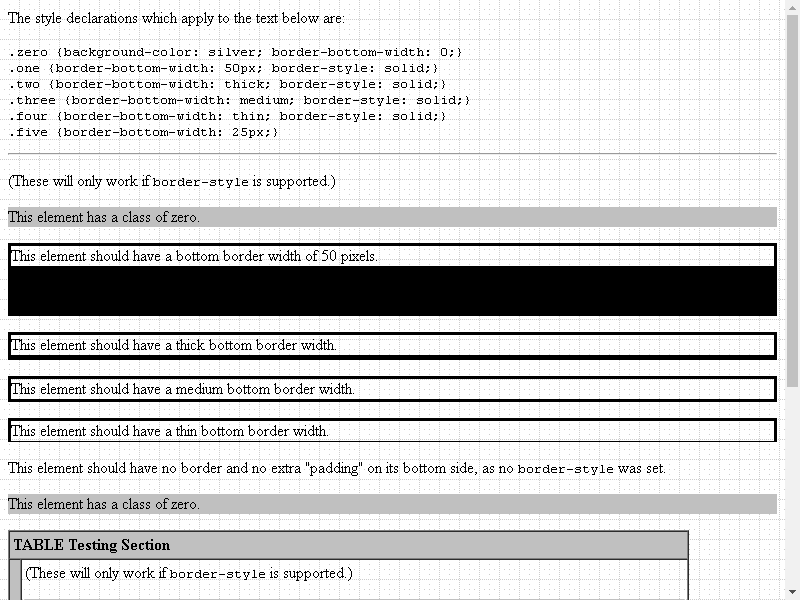 The style declarations which apply to the text below are:
.zero {background-color: silver; border-bottom-width: 0;}
.one {border-bottom-width: 50px; border-style: solid;}
.two {border-bottom-width: thick; border-style: solid;}
.three {border-bottom-width: medium; border-style: solid;}
.four {border-bottom-width: thin; border-style: solid;}
.five {border-bottom-width: 25px;}
(These will only work if border-style is supported.)
This element has a class of zero.
This element should have a bottom border width of 50 pixels.
This element should have a thick bottom border width.
This element should have a medium bottom border width.
This element should have a thin bottom border width.
This element should have no border and no extra "padding" on its bottom side, as no border-style was set.
This element has a class of zero.
TABLE Testing Section
(These will only work if border-style is supported.)